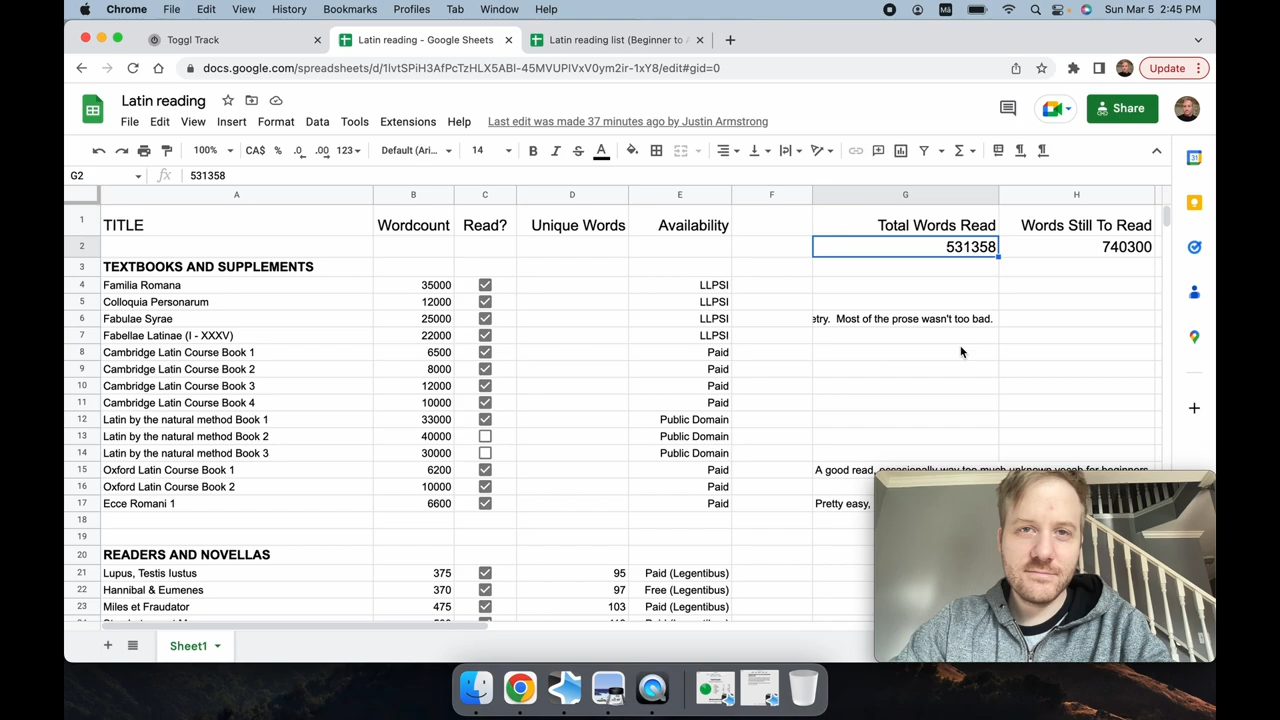 Chrome File Edit View History Bookmarks Profiles Tab Window Help Sun Mar 5 2:45 PM
Toggl Track Latin reading - Google Sheets Latin reading list (Beginner to
docs.google.com/spreadsheets/d/1IvtSPiH3AfPcTzHLX5ABI-45MVUPIVxV0ym2ir-1xY8/edit#gid=0 Update
Latin reading
File Edit View Insert Format Data Tools Extensions Help Last edit was made 37 minutes ago by Justin Armstrong Share
100% CA$ % .0 .00 123 Default (Ari... 14 B I S A
G2 fx 531358
A B C D E F G H
1 TITLE Wordcount Read? Unique Words Availability Total Words Read Words Still To Read
2 531358 740300
3 TEXTBOOKS AND SUPPLEMENTS
4 Familia Romana 35000 LLPSI
5 Colloquia Personarum 12000 LLPSI
6 Fabulae Syrae 25000 LLPSI etry. Most of the prose wasn't too bad.
7 Fabellae Latinae (I - XXXV) 22000 LLPSI
8 Cambridge Latin Course Book 1 6500 Paid
9 Cambridge Latin Course Book 2 8000 Paid
10 Cambridge Latin Course Book 3 12000 Paid
11 Cambridge Latin Course Book 4 10000 Paid
12 Latin by the natural method Book 1 33000 Public Domain
13 Latin by the natural method Book 2 40000 Public Domain
14 Latin by the natural method Book 3 30000 Public Domain
15 Oxford Latin Course Book 1 6200 Paid A good read, occasionally way too much unknown vocab for beginners
16 Oxford Latin Course Book 2 10000 Paid
17 Ecce Romani 1 6600 Paid Pretty easy,
18
19
20 READERS AND NOVELLAS
21 Lupus, Testis Iustus 375 95 Paid (Legentibus)
22 Hannibal & Eumenes 370 97 Free (Legentibus)
23 Miles et Fraudator 475 103 Paid (Legentibus)
Sheet1